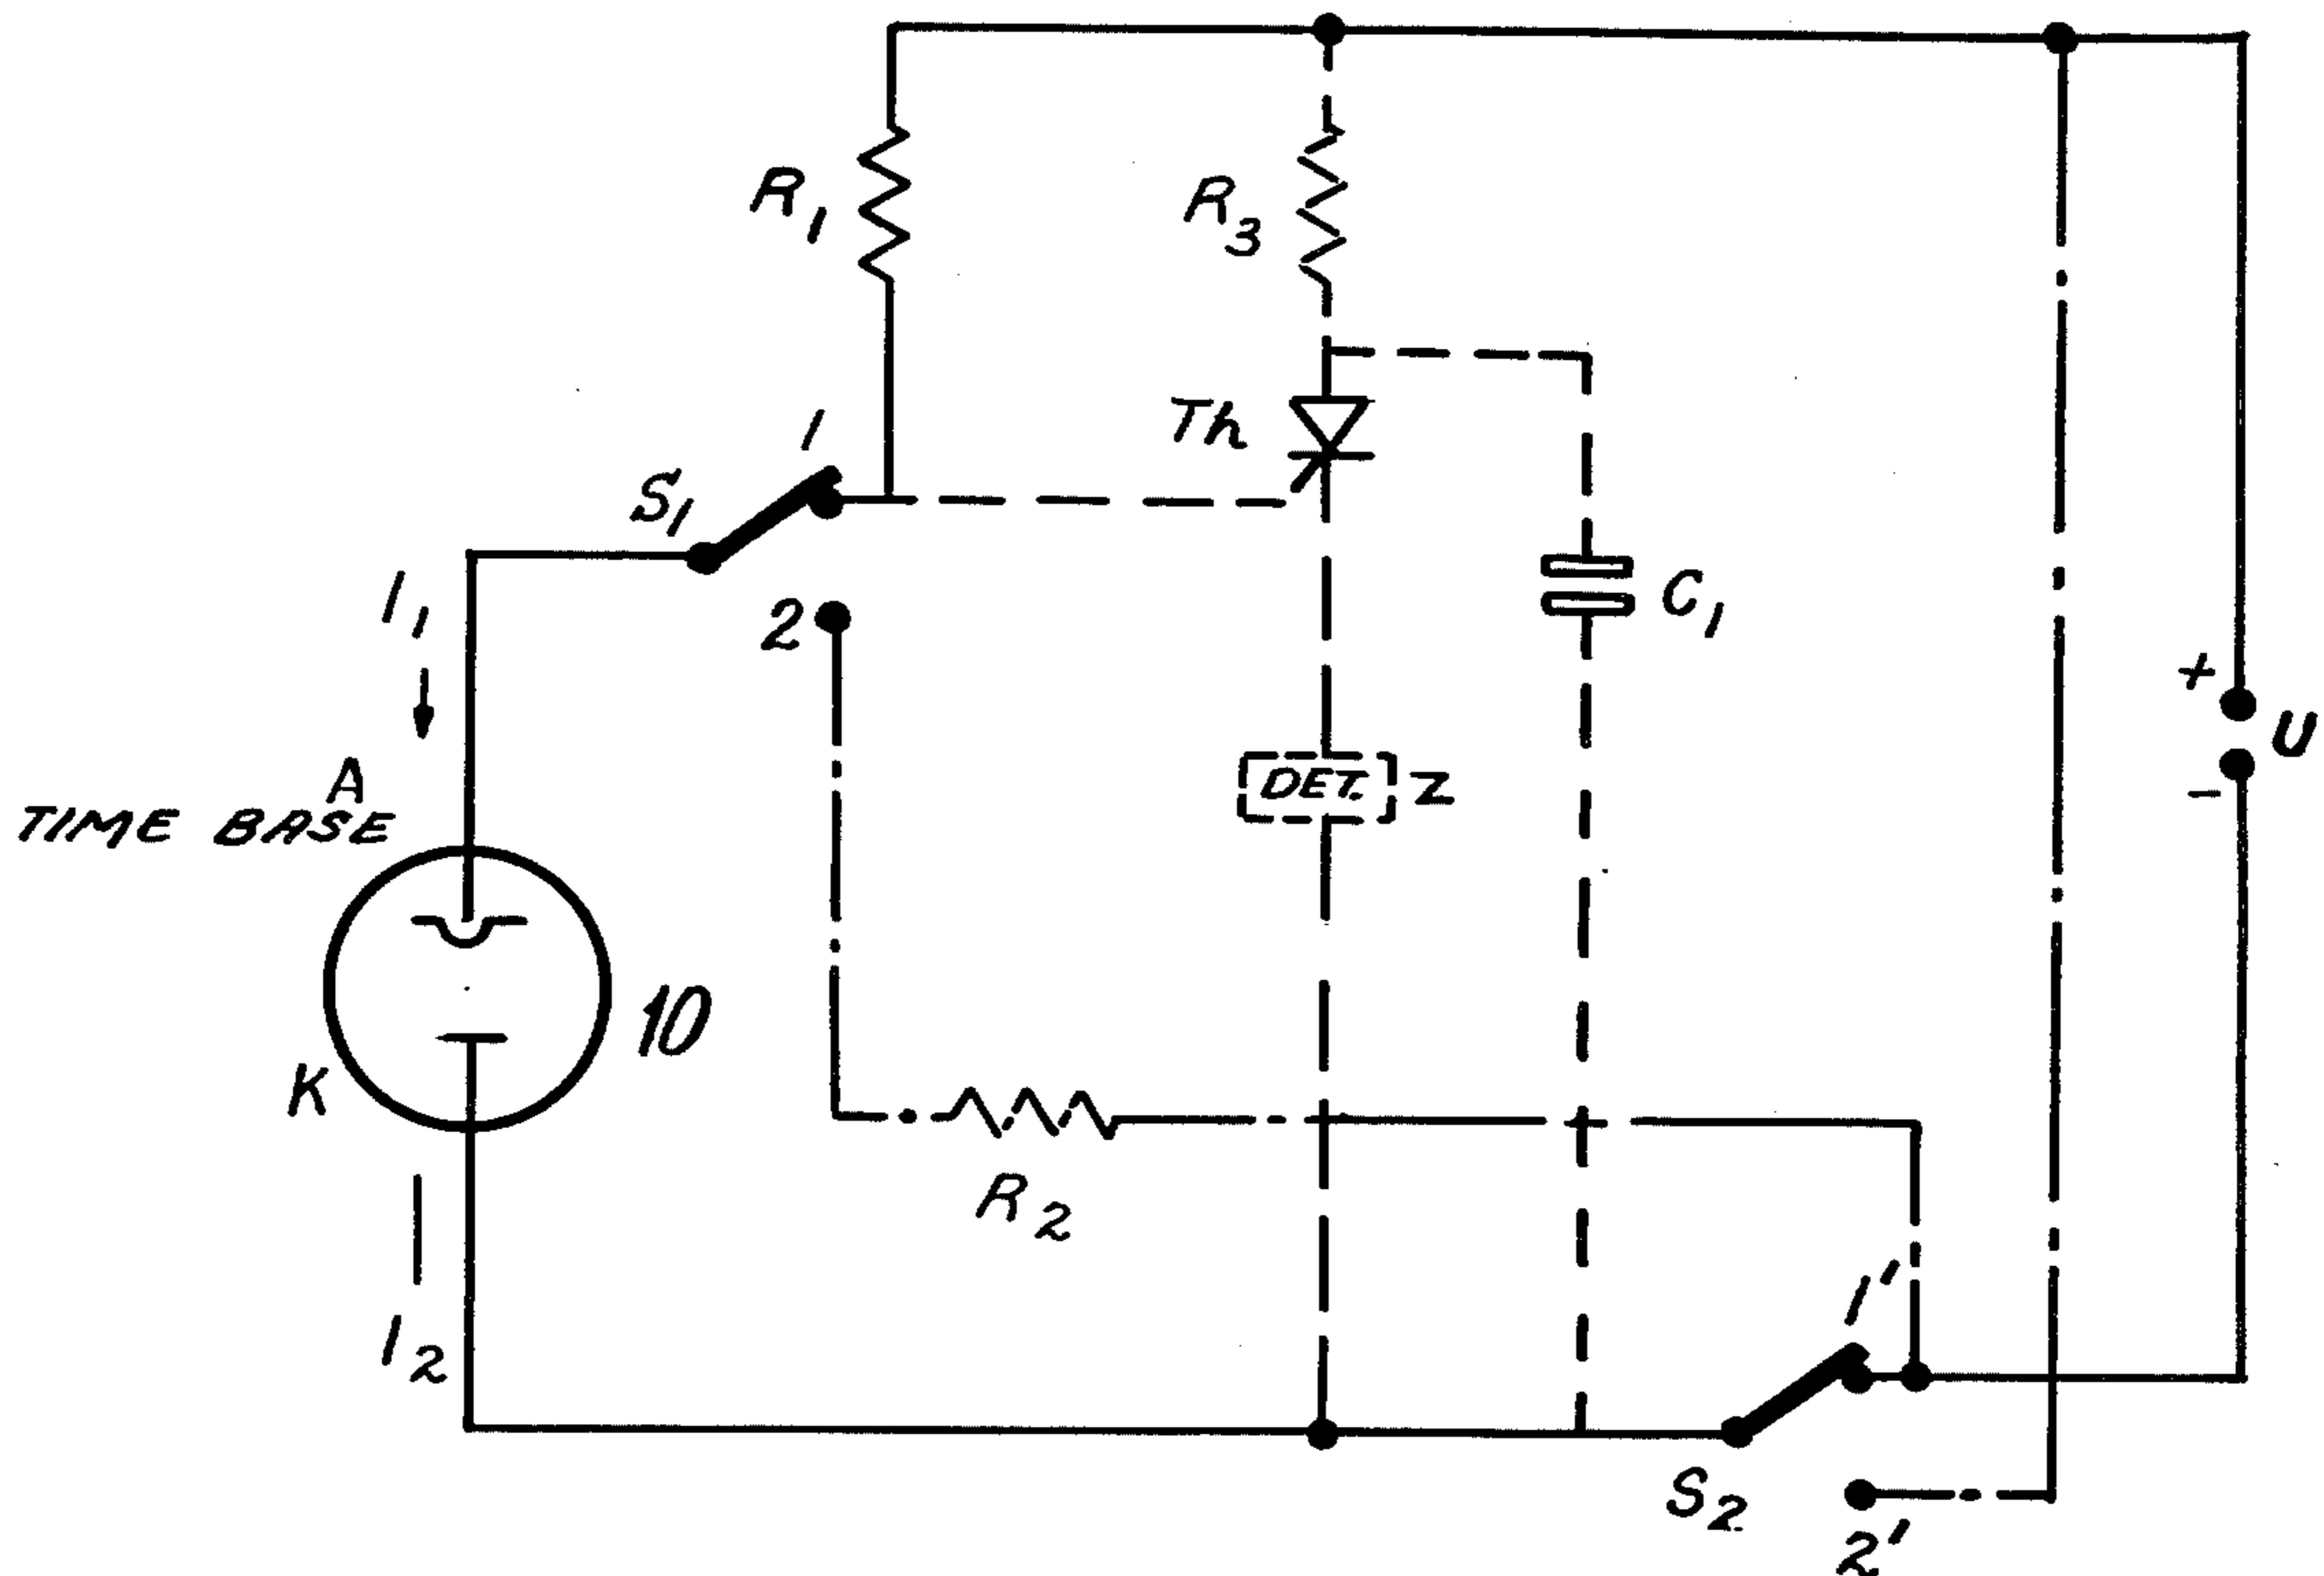 R1
R3
Th
1
S1
C1
I1
2
+
U
-
A
TIME BASE
DET.
Z
10
K
R2
I2
1'
S2
2'